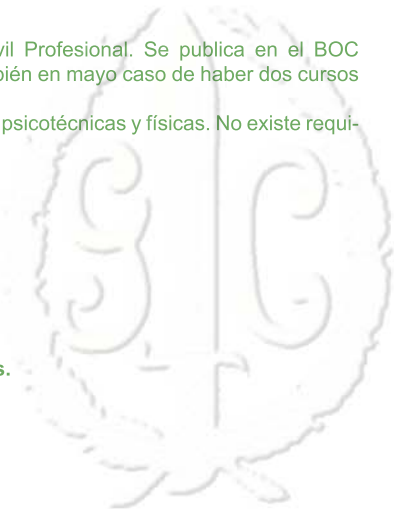 vil Profesional. Se publica en el BOC
bién en mayo caso de haber dos cursos
psicotécnicas y físicas. No existe requi-
s.